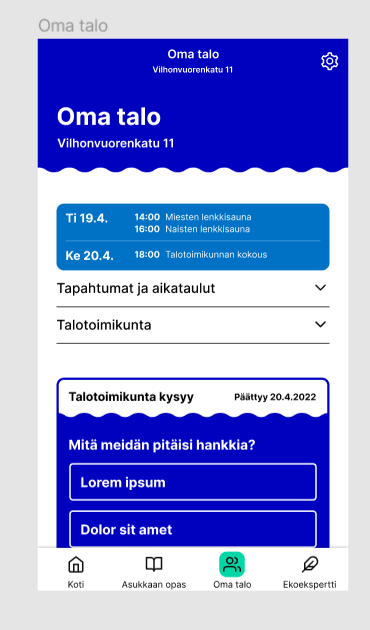 Oma talo
Oma talo
Vilhonvuorenkatu 11
Oma talo
Vilhonvuorenkatu 11
Ti 19.4. 14:00 Miesten lenkkisauna
16:00 Naisten lenkkisauna
Ke 20.4. 18:00 Talotoimikunnan kokous
Tapahtumat ja aikataulut
Talotoimikunta
Talotoimikunta kysyy Päättyy 20.4.2022
Mitä meidän pitäisi hankkia?
Lorem ipsum
Dolor sit amet
Koti Asukkaan opas Oma talo Ekoekspertti